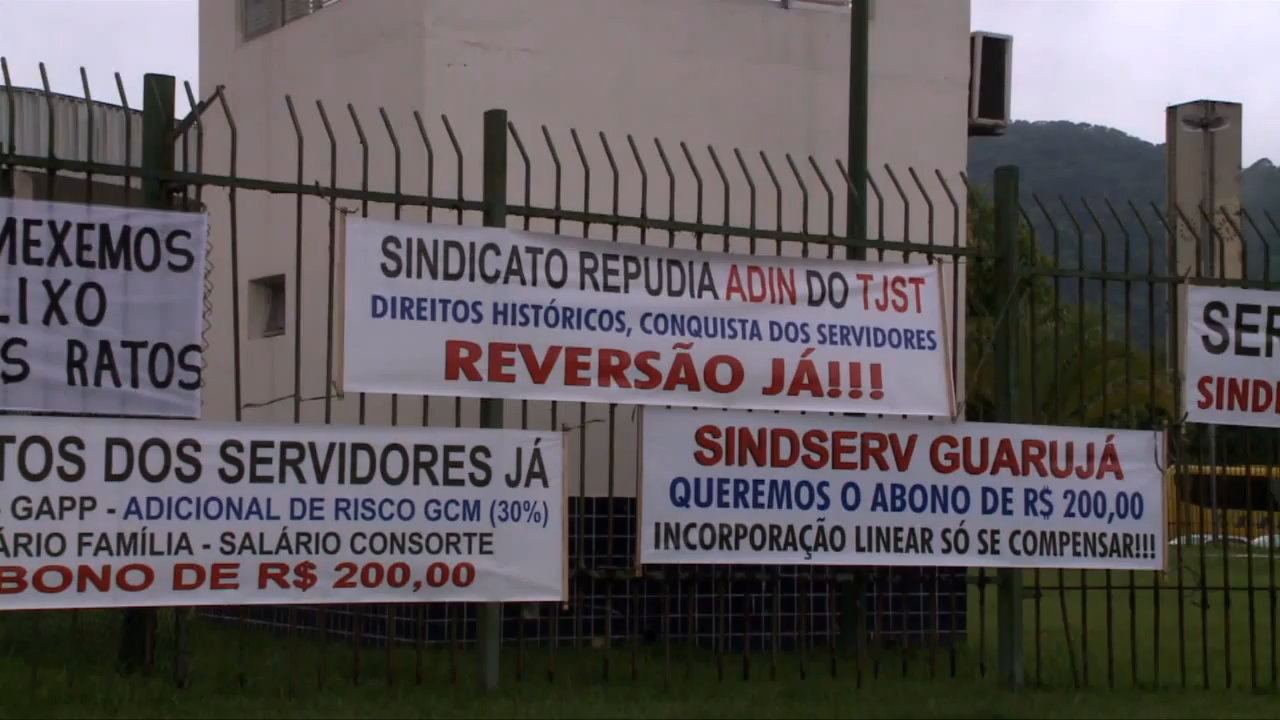 MEXEMOS
LIXO
S RATOS
SINDICATO REPUDIA ADIN DO TJST
DIREITOS HISTÓRICOS, CONQUISTA DOS SERVIDORES
REVERSÃO JÁ!!!
TOS DOS SERVIDORES JÁ
- GAPP - ADICIONAL DE RISCO GCM (30%)
ÁRIO FAMÍLIA - SALÁRIO CONSORTE
BONO DE R$ 200,00
SINDSERV GUARUJÁ
QUEREMOS O ABONO DE R$ 200,00
INCORPORAÇÃO LINEAR SÓ SE COMPENSAR!!!
SER
SINDI